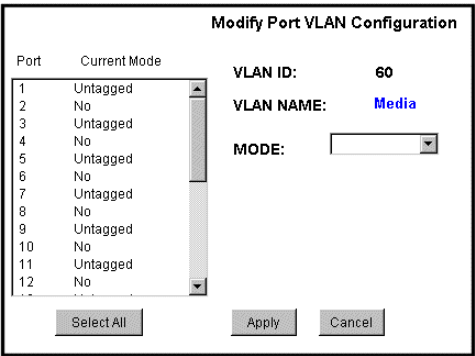 Modify Port VLAN Configuration
Port Current Mode
1 Untagged
2 No
3 Untagged
4 No
5 Untagged
6 No
7 Untagged
8 No
9 Untagged
10 No
11 Untagged
12 No
VLAN ID: 60
VLAN NAME: Media
MODE:
Select All
Apply
Cancel